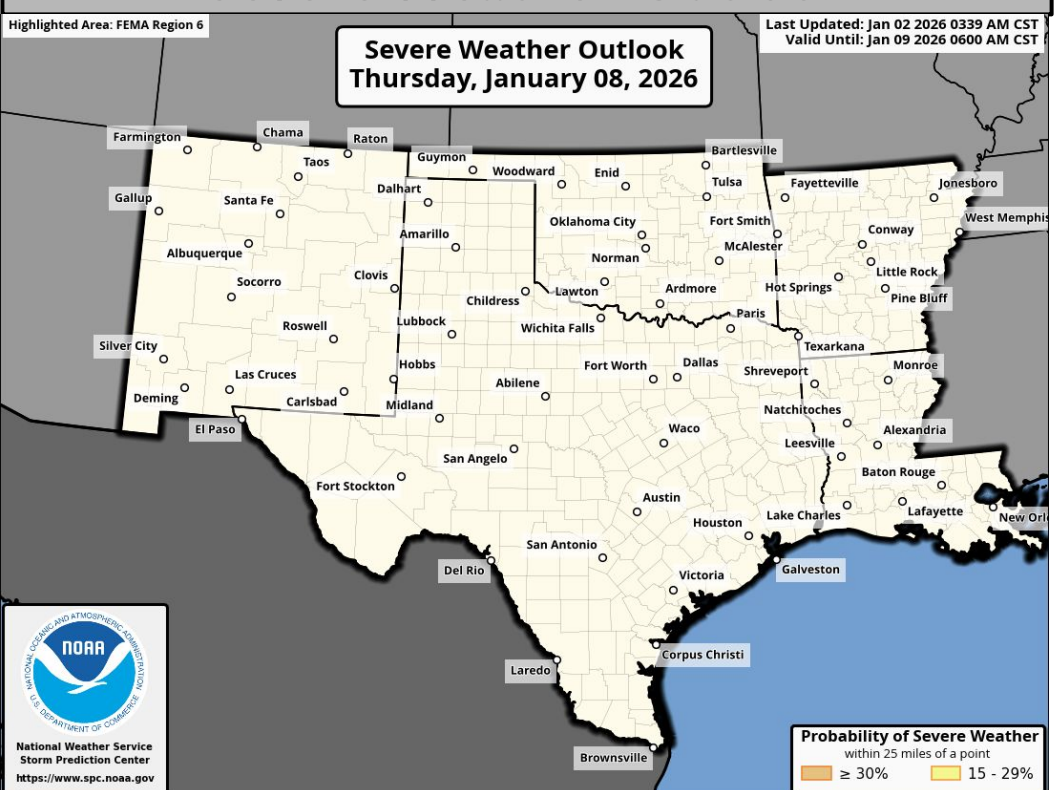 Highlighted Area: FEMA Region 6
Last Updated: Jan 02 2026 0339 AM CST
Valid Until: Jan 09 2026 0600 AM CST
Severe Weather Outlook
Thursday, January 08, 2026
Farmington
Chama
Raton
Taos
Guymon
Woodward
Enid
Bartlesville
Tulsa
Fayetteville
Jonesboro
Gallup
Santa Fe
Dalhart
West Memphis
Amarillo
Oklahoma City
Fort Smith
Conway
Albuquerque
Norman
McAlester
Little Rock
Socorro
Clovis
Childress
Lawton
Ardmore
Hot Springs
Pine Bluff
Roswell
Lubbock
Wichita Falls
Paris
Texarkana
Silver City
Las Cruces
Hobbs
Abilene
Fort Worth
Dallas
Shreveport
Monroe
Deming
Carlsbad
Midland
Natchitoches
El Paso
San Angelo
Waco
Leesville
Alexandria
Fort Stockton
Baton Rouge
Austin
Houston
Lake Charles
Lafayette
New Orl
Del Rio
San Antonio
Victoria
Galveston
Laredo
Corpus Christi
Brownsville
NATIONAL OCEANIC AND ATMOSPHERIC ADMINISTRATION
NOAA
U.S. DEPARTMENT OF COMMERCE
National Weather Service
Storm Prediction Center
https://www.spc.noaa.gov
Probability of Severe Weather
within 25 miles of a point
≥ 30%
15 - 29%